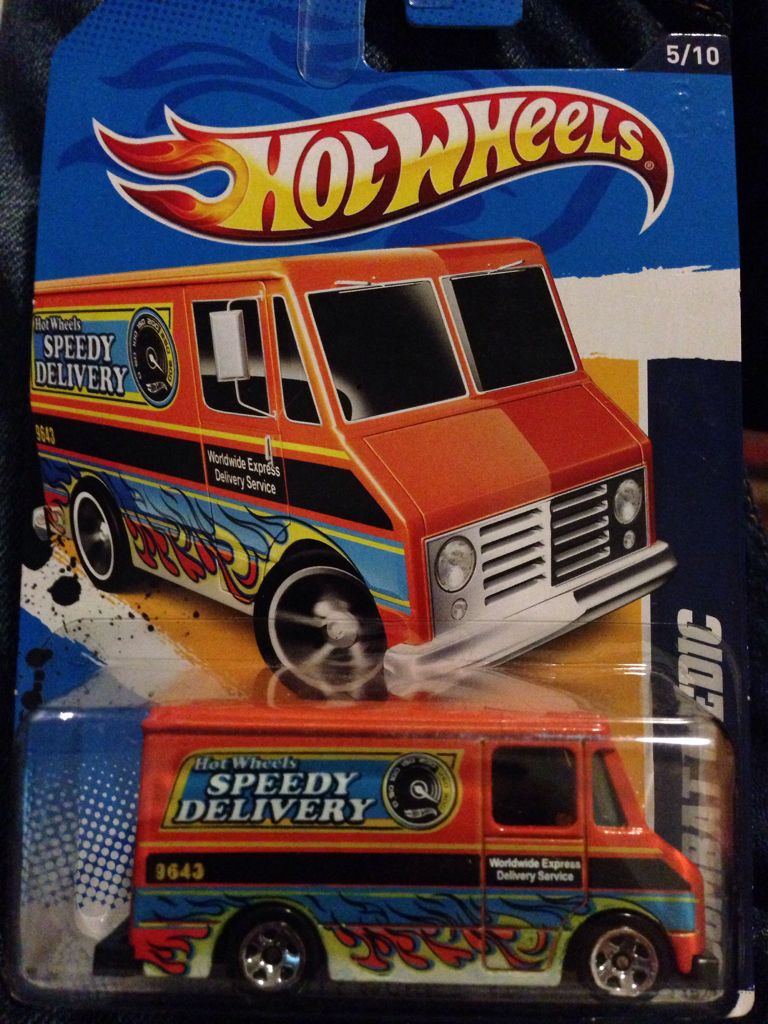 5/10
HOT WHEELS®
Hot Wheels
SPEEDY
DELIVERY
9643
Worldwide Express
Delivery Service
Hot Wheels
SPEEDY
DELIVERY
9643
Worldwide Express
Delivery Service